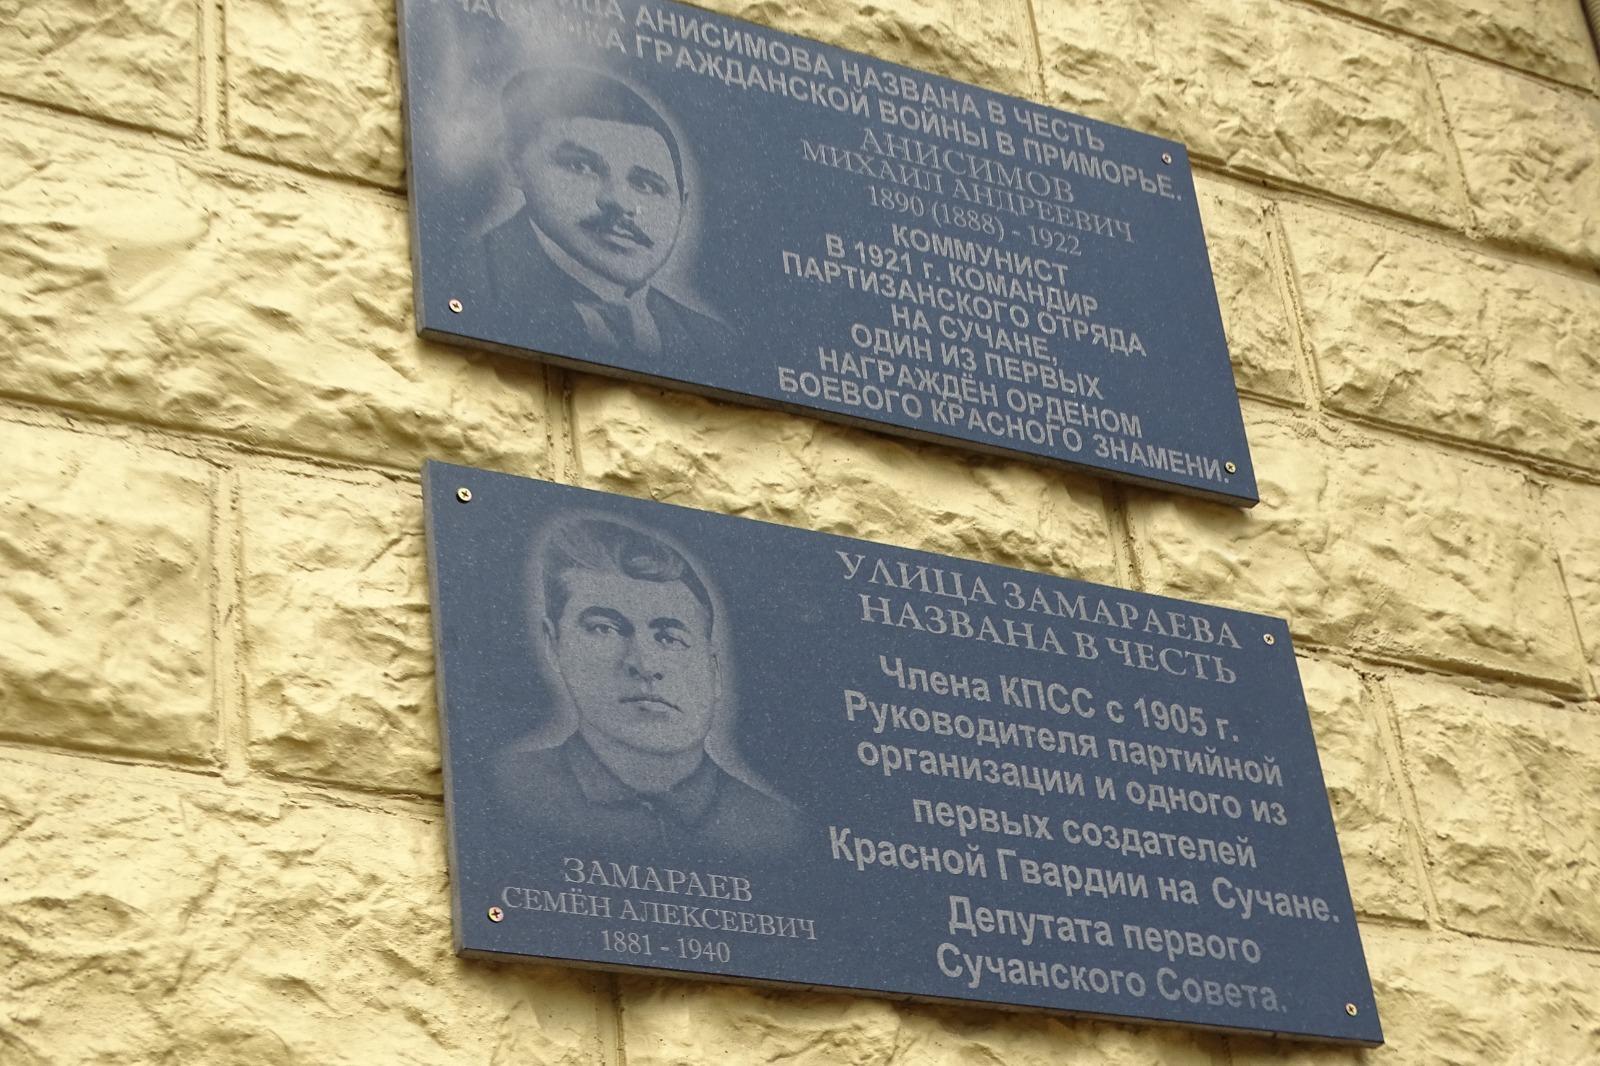 УЛИЦА АНИСИМОВА НАЗВАНА В ЧЕСТЬ
УЧАСТНИКА ГРАЖДАНСКОЙ ВОЙНЫ В ПРИМОРЬЕ.
АНИСИМОВ
МИХАИЛ АНДРЕЕВИЧ
1890 (1888) - 1922
КОММУНИСТ
В 1921 г. КОМАНДИР
ПАРТИЗАНСКОГО ОТРЯДА
НА СУЧАНЕ,
ОДИН ИЗ ПЕРВЫХ
НАГРАЖДЁН ОРДЕНОМ
БОЕВОГО КРАСНОГО ЗНАМЕНИ.
УЛИЦА ЗАМАРАЕВА
НАЗВАНА В ЧЕСТЬ
Члена КПСС с 1905 г.
Руководителя партийной
организации и одного из
первых создателей
Красной Гвардии на Сучане.
Депутата первого
Сучанского Совета.
ЗАМАРАЕВ
СЕМЁН АЛЕКСЕЕВИЧ
1881 - 1940